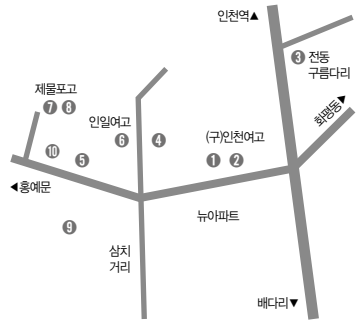 인천역▲
❸ 전동
구름다리
화평동▲
제물포고
❼ ❽
인일여고
❻ ❹
(구)인천여고
❶ ❷
❿ ❺
◀홍예문
❾
뉴아파트
삼치
거리
배다리▼